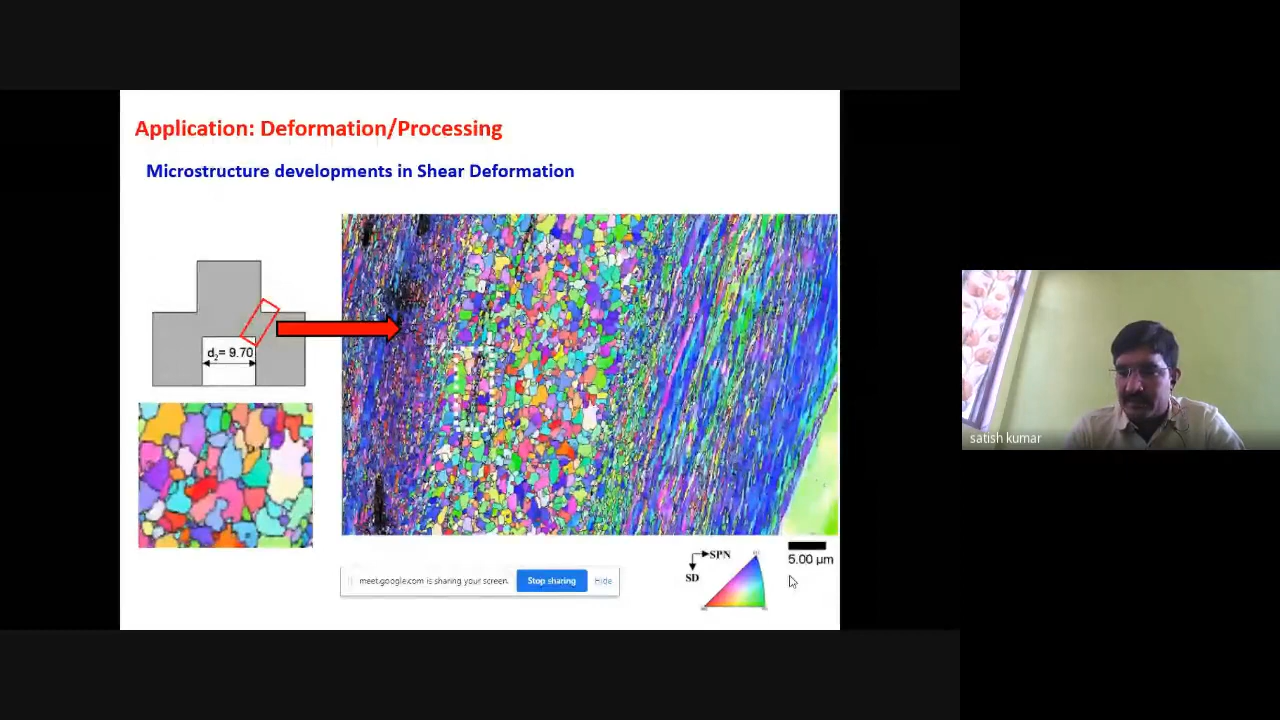 Application: Deformation/Processing
Microstructure developments in Shear Deformation
d2= 9.70
satish kumar
SPN
SD
5.00 µm
meet.google.com is sharing your screen.
Stop sharing
Hide